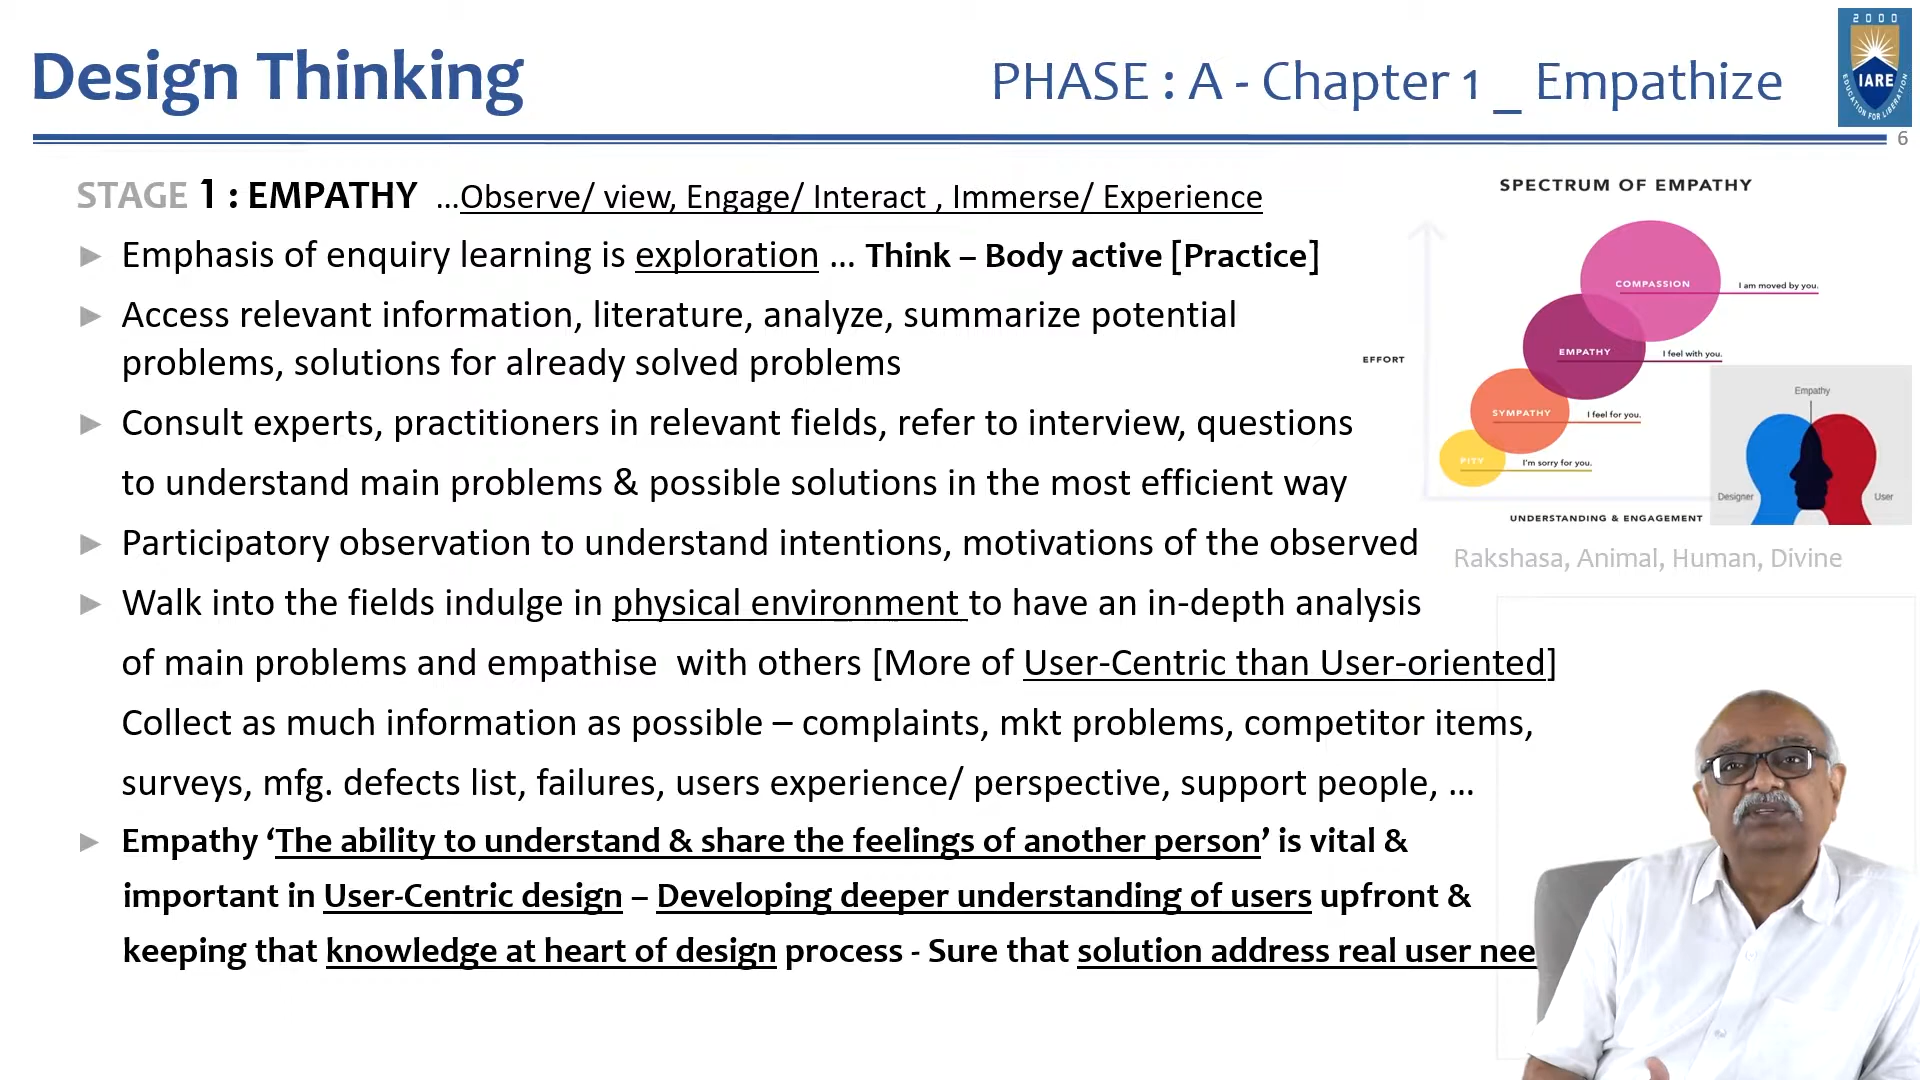 Design Thinking
PHASE : A - Chapter 1 _ Empathize
2000
IARE
EDUCATION FOR LIBERATION
6
STAGE 1 : EMPATHY ...Observe/ view, Engage/ Interact , Immerse/ Experience
Emphasis of enquiry learning is exploration ... Think – Body active [Practice]
Access relevant information, literature, analyze, summarize potential
problems, solutions for already solved problems
Consult experts, practitioners in relevant fields, refer to interview, questions
to understand main problems & possible solutions in the most efficient way
Participatory observation to understand intentions, motivations of the observed
Walk into the fields indulge in physical environment to have an in-depth analysis
of main problems and empathise with others [More of User-Centric than User-oriented]
Collect as much information as possible – complaints, mkt problems, competitor items,
surveys, mfg. defects list, failures, users experience/ perspective, support people, ...
Empathy ‘The ability to understand & share the feelings of another person’ is vital &
important in User-Centric design – Developing deeper understanding of users upfront &
keeping that knowledge at heart of design process - Sure that solution address real user nee
SPECTRUM OF EMPATHY
COMPASSION
I am moved by you.
EMPATHY
I feel with you.
EFFORT
SYMPATHY
I feel for you.
PITY
I'm sorry for you.
UNDERSTANDING & ENGAGEMENT
Empathy
Designer
User
Rakshasa, Animal, Human, Divine